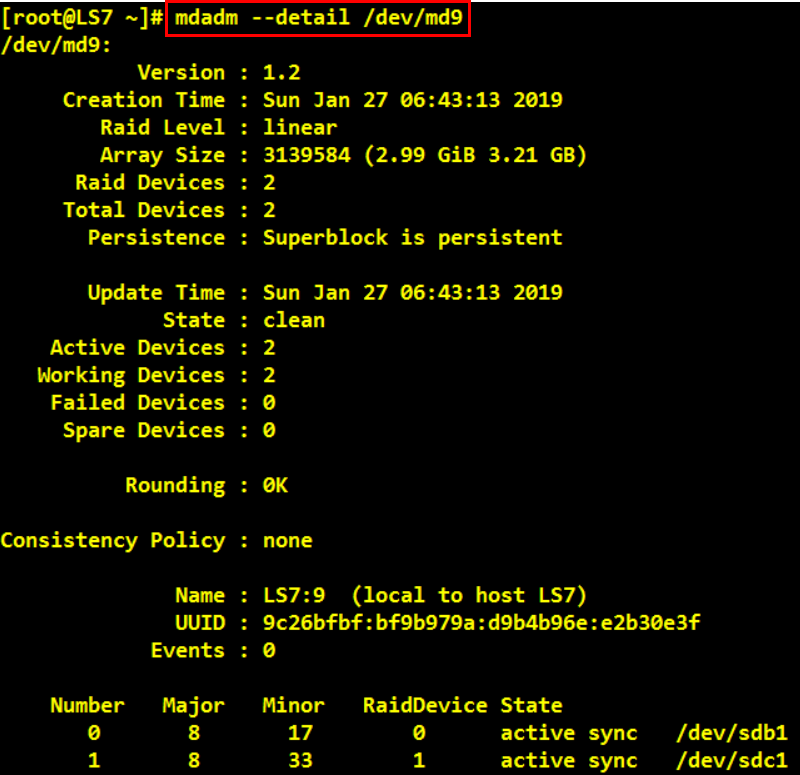 [root@LS7 ~]# mdadm --detail /dev/md9
/dev/md9:
Version : 1.2
Creation Time : Sun Jan 27 06:43:13 2019
Raid Level : linear
Array Size : 3139584 (2.99 GiB 3.21 GB)
Raid Devices : 2
Total Devices : 2
Persistence : Superblock is persistent
Update Time : Sun Jan 27 06:43:13 2019
State : clean
Active Devices : 2
Working Devices : 2
Failed Devices : 0
Spare Devices : 0
Rounding : 0K
Consistency Policy : none
Name : LS7:9  (local to host LS7)
UUID : 9c26bfbf:bf9b979a:d9b4b96e:e2b30e3f
Events : 0
Number   Major   Minor   RaidDevice State
0       8       17        0      active sync   /dev/sdb1
1       8       33        1      active sync   /dev/sdc1